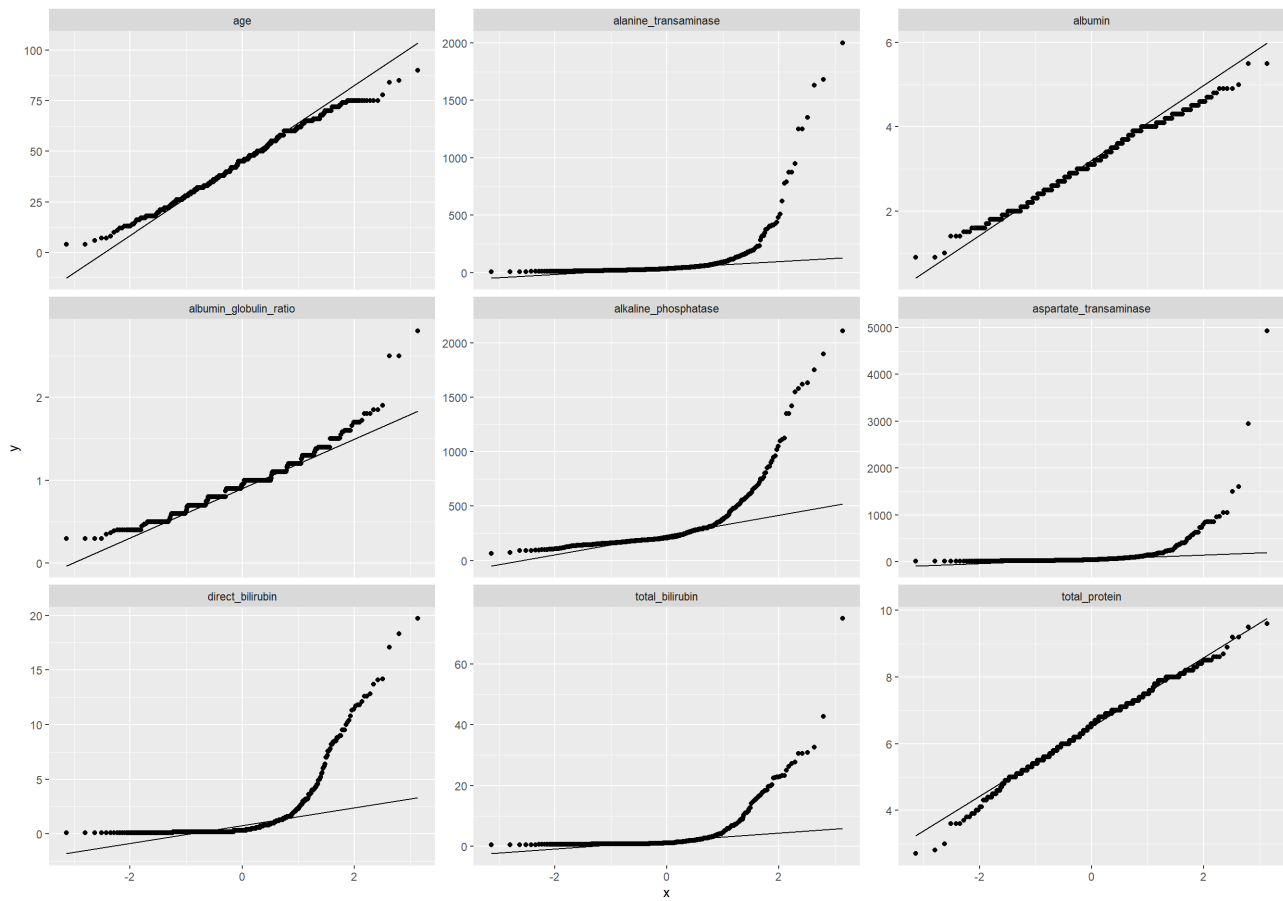 age
alanine_transaminase
albumin
100
75
50
25
0
2000
1500
1000
500
0
6
4
2
albumin_globulin_ratio
alkaline_phosphatase
aspartate_transaminase
2
1
0
2000
1500
1000
500
0
5000
4000
3000
2000
1000
0
y
direct_bilirubin
total_bilirubin
total_protein
20
15
10
5
0
60
40
20
0
10
8
6
4
-2 0 2
-2 0 2
-2 0 2
x